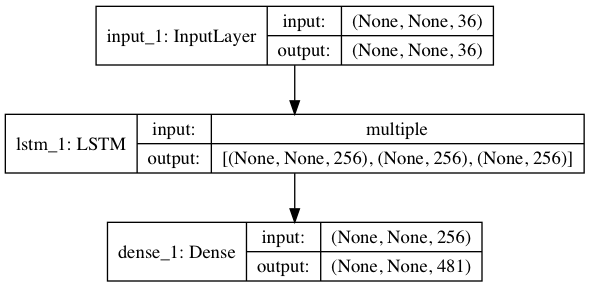 input_1: InputLayer
input: (None, None, 36)
output: (None, None, 36)
lstm_1: LSTM
input: multiple
output: [(None, None, 256), (None, 256), (None, 256)]
dense_1: Dense
input: (None, None, 256)
output: (None, None, 481)